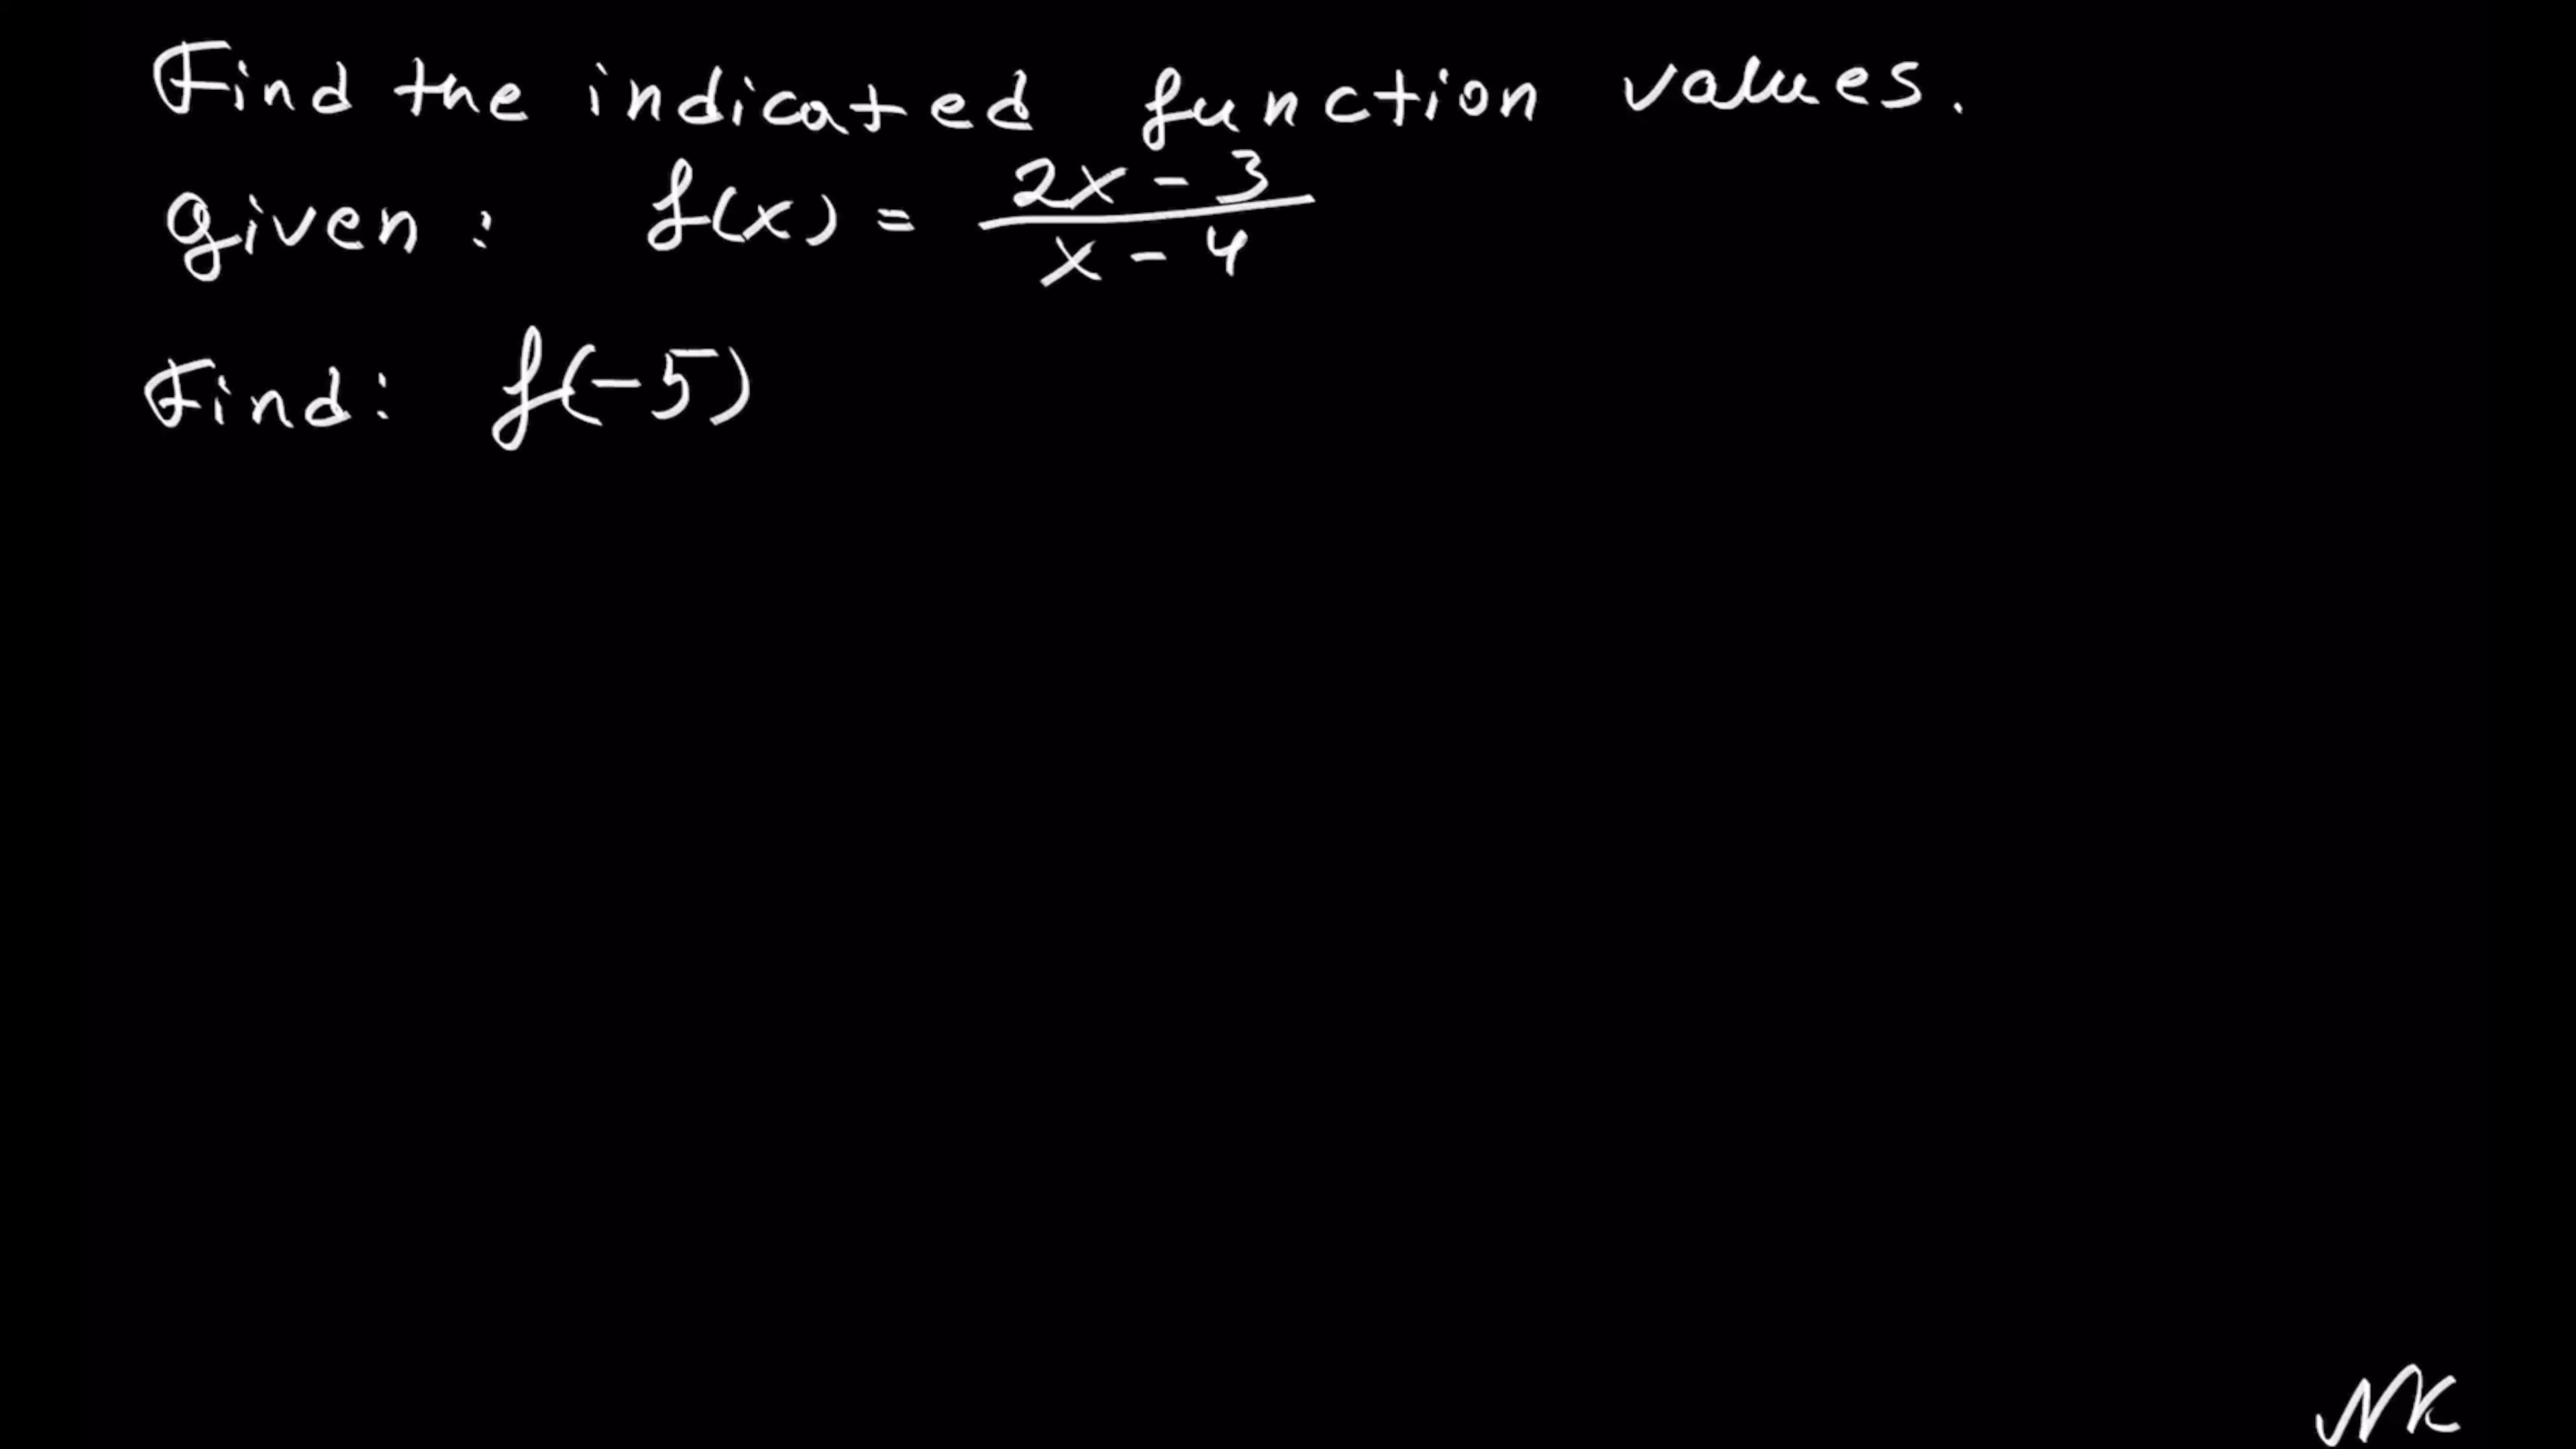 Find the indicated function values.
given: f(x) = (2x - 3)/(x - 4)
Find: f(-5)
NK